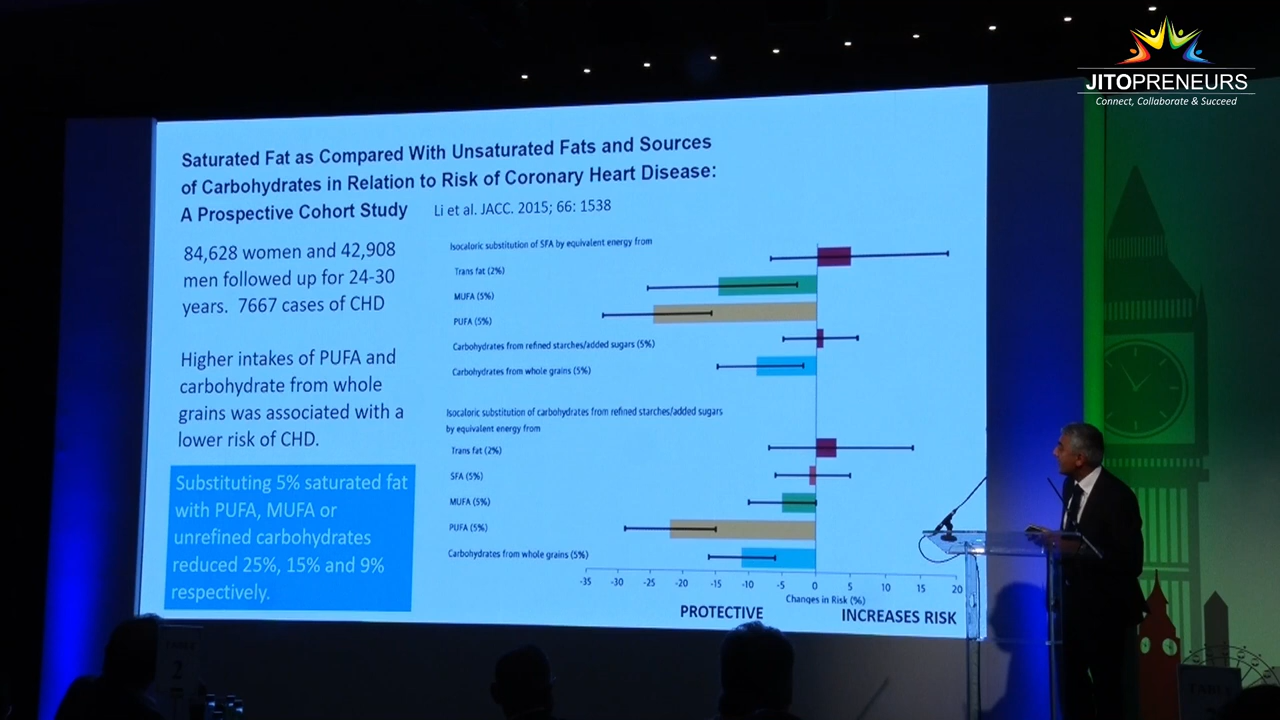 JITOPRENEURS
Connect, Collaborate & Succeed
Saturated Fat as Compared With Unsaturated Fats and Sources
of Carbohydrates in Relation to Risk of Coronary Heart Disease:
A Prospective Cohort Study
Li et al. JACC. 2015; 66: 1538
84,628 women and 42,908
men followed up for 24-30
years. 7667 cases of CHD
Higher intakes of PUFA and
carbohydrate from whole
grains was associated with a
lower risk of CHD.
Substituting 5% saturated fat
with PUFA, MUFA or
unrefined carbohydrates
reduced 25%, 15% and 9%
respectively.
Isocaloric substitution of SFA by equivalent energy from
Trans fat (2%)
MUFA (5%)
PUFA (5%)
Carbohydrates from refined starches/added sugars (5%)
Carbohydrates from whole grains (5%)
Isocaloric substitution of carbohydrates from refined starches/added sugars
by equivalent energy from
Trans fat (2%)
SFA (5%)
MUFA (5%)
PUFA (5%)
Carbohydrates from whole grains (5%)
-35 -30 -25 -20 -15 -10 -5 0 5 10 15 20
Changes in Risk (%)
PROTECTIVE INCREASES RISK
2